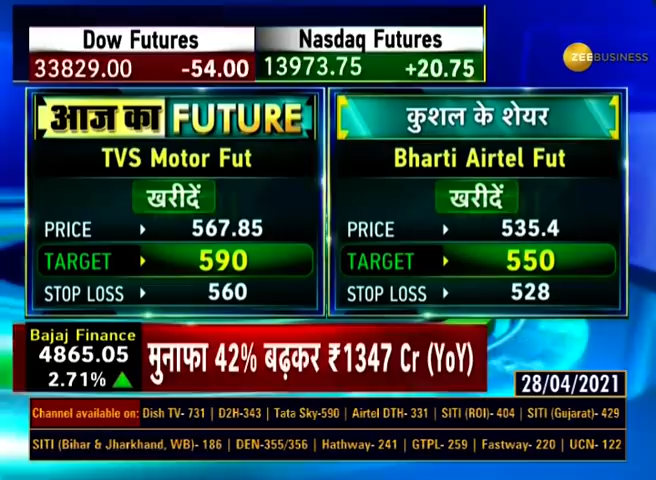 Dow Futures
33829.00 -54.00
Nasdaq Futures
13973.75 +20.75
ZEEBUSINESS
आज का FUTURE
TVS Motor Fut
खरीदें
PRICE 567.85
TARGET 590
STOP LOSS 560
कुशल के शेयर
Bharti Airtel Fut
खरीदें
PRICE 535.4
TARGET 550
STOP LOSS 528
Bajaj Finance
4865.05
2.71%
मुनाफा 42% बढ़कर ₹1347 Cr (YoY)
28/04/2021
Channel available on: Dish TV- 731 | D2H-343 | Tata Sky-590 | Airtel DTH- 331 | SITI (ROI)- 404 | SITI (Gujarat)- 429
SITI (Bihar & Jharkhand, WB)- 186 | DEN-355/356 | Hathway- 241 | GTPL- 259 | Fastway- 220 | UCN- 122